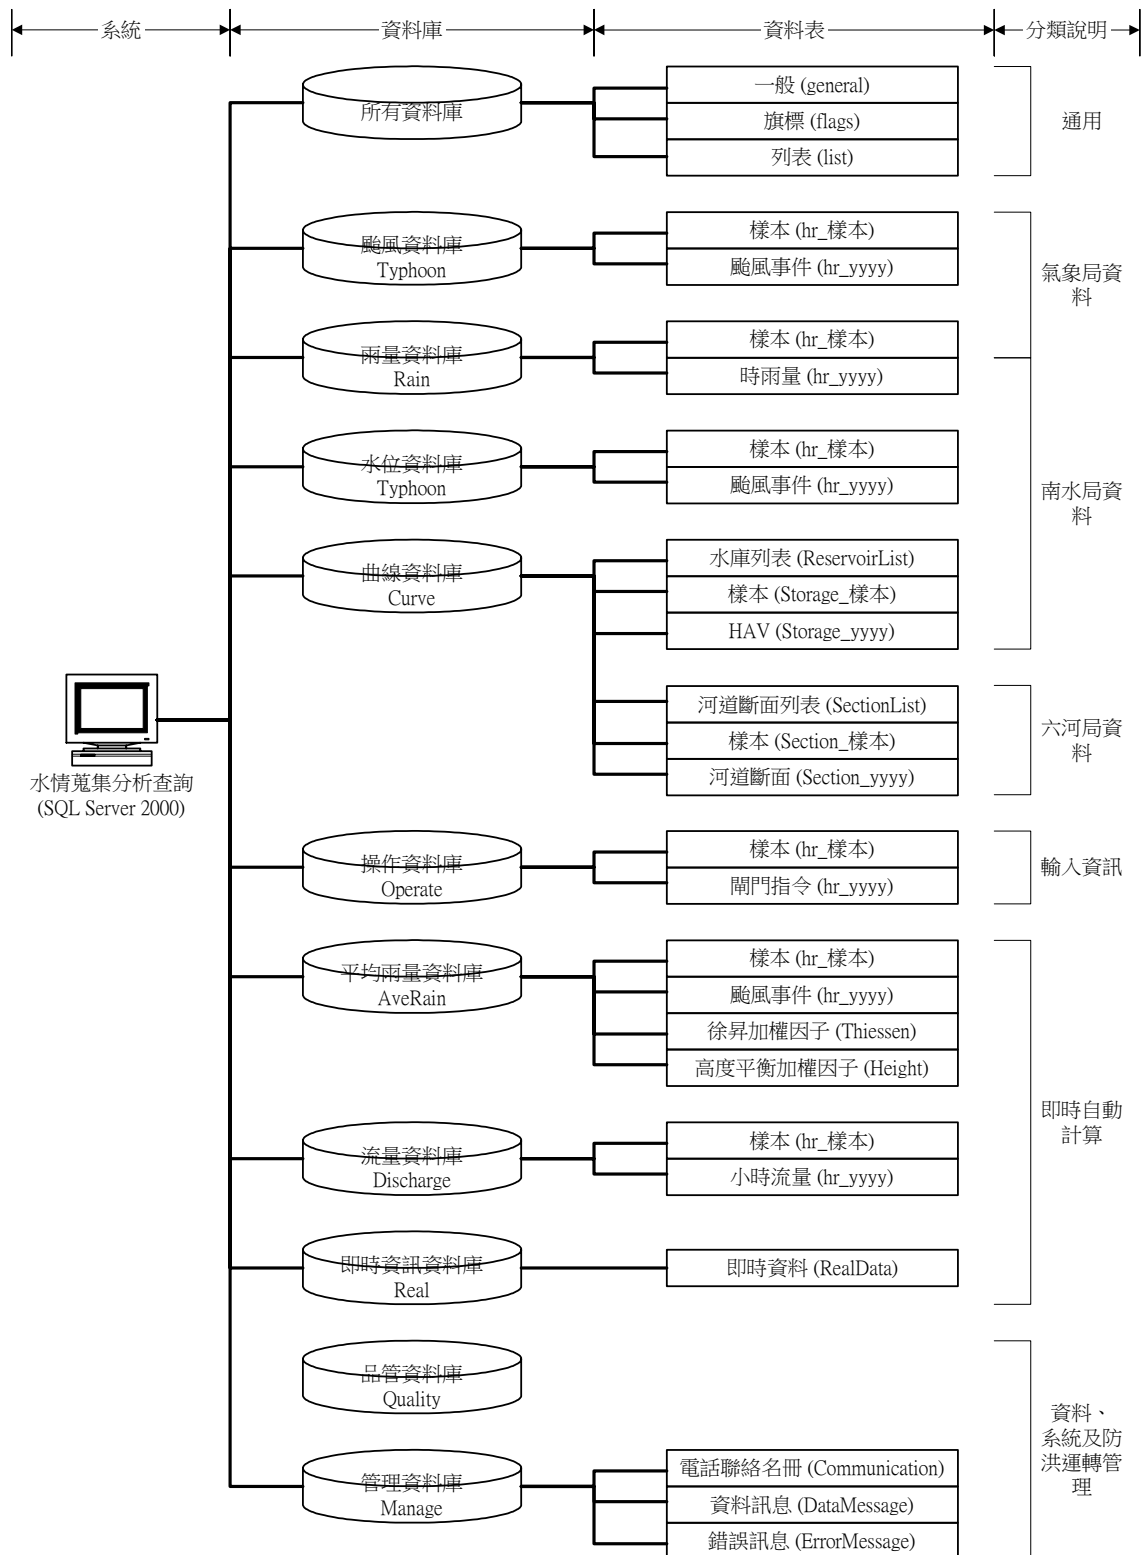 系統
資料庫
資料表
分類說明
所有資料庫
一般 (general)
旗標 (flags)
列表 (list)
通用
颱風資料庫
Typhoon
樣本 (hr_樣本)
颱風事件 (hr_yyyy)
氣象局資
料
雨量資料庫
Rain
樣本 (hr_樣本)
時雨量 (hr_yyyy)
水位資料庫
Typhoon
樣本 (hr_樣本)
颱風事件 (hr_yyyy)
南水局資
料
曲線資料庫
Curve
水庫列表 (ReservoirList)
樣本 (Storage_樣本)
HAV (Storage_yyyy)
河道斷面列表 (SectionList)
樣本 (Section_樣本)
河道斷面 (Section_yyyy)
六河局資
料
水情蒐集分析查詢
(SQL Server 2000)
操作資料庫
Operate
樣本 (hr_樣本)
閘門指令 (hr_yyyy)
輸入資訊
平均雨量資料庫
AveRain
樣本 (hr_樣本)
颱風事件 (hr_yyyy)
徐昇加權因子 (Thiessen)
高度平衡加權因子 (Height)
即時自動
計算
流量資料庫
Discharge
樣本 (hr_樣本)
小時流量 (hr_yyyy)
即時資訊資料庫
Real
即時資料 (RealData)
品管資料庫
Quality
資料、
系統及防
洪運轉管
理
管理資料庫
Manage
電話聯絡名冊 (Communication)
資料訊息 (DataMessage)
錯誤訊息 (ErrorMessage)